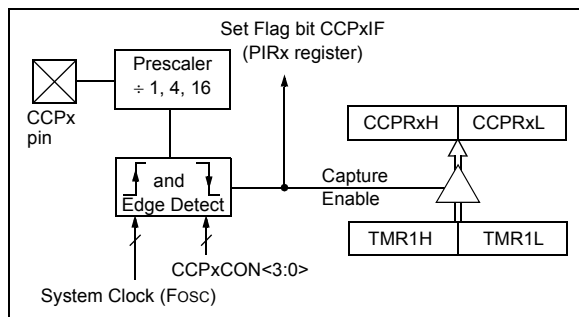 Set Flag bit CCPxIF
(PIRx register)
Prescaler
÷ 1, 4, 16
CCPx
pin
CCPRxH CCPRxL
and
Edge Detect
Capture
Enable
TMR1H TMR1L
CCPxCON<3:0>
System Clock (FOSC)